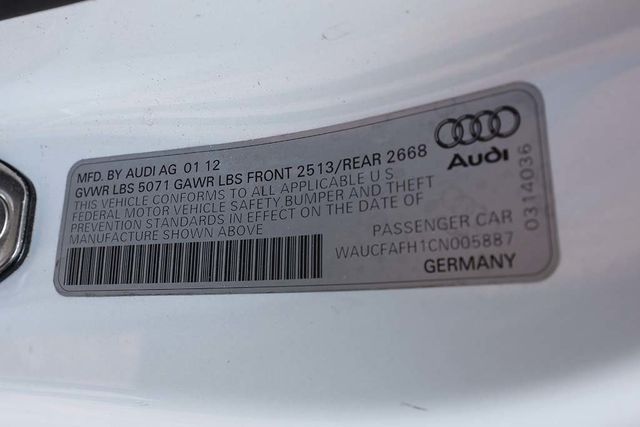 MFD. BY AUDI AG 01 12
GVWR LBS 5071 GAWR LBS FRONT 2513/REAR 2668
THIS VEHICLE CONFORMS TO ALL APPLICABLE U S
FEDERAL MOTOR VEHICLE SAFETY,BUMPER AND THEFT
PREVENTION STANDARDS IN EFFECT ON THE DATE OF
MANUFACTURE SHOWN ABOVE
PASSENGER CAR
WAUCFAFH1CN005887
GERMANY
Audi
0314036